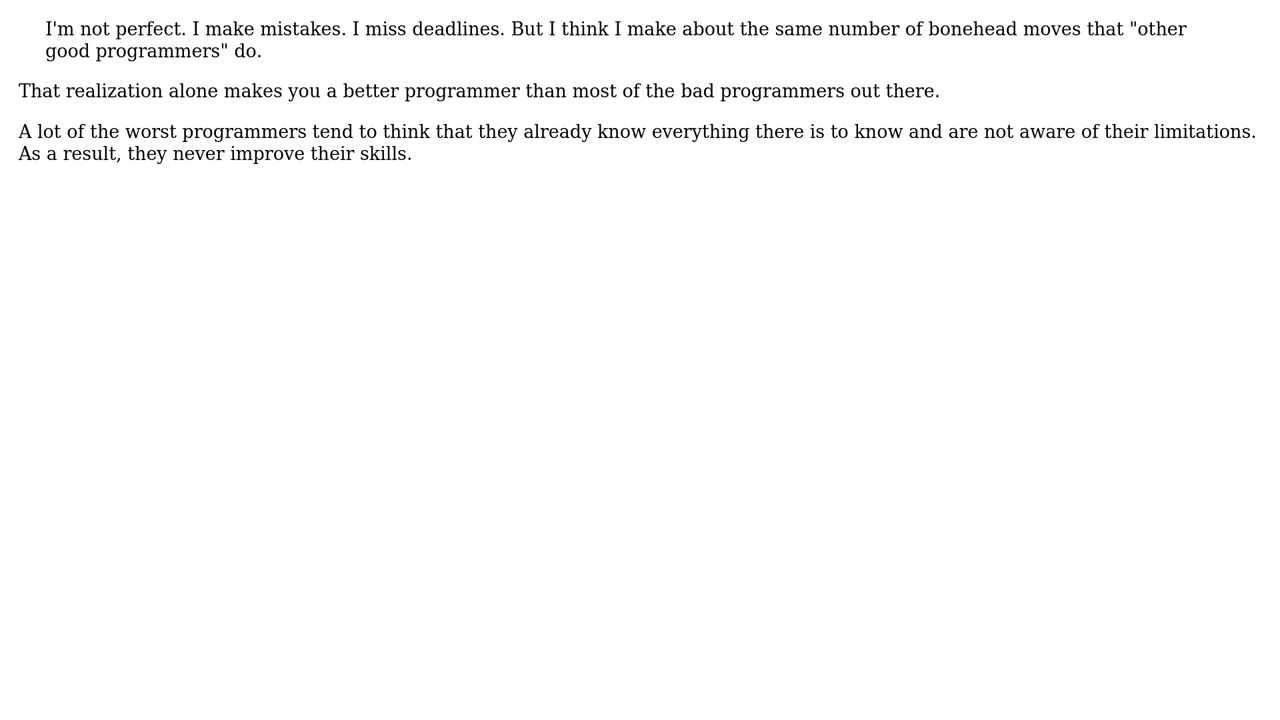 I'm not perfect. I make mistakes. I miss deadlines. But I think I make about the same number of bonehead moves that "other
good programmers" do.
That realization alone makes you a better programmer than most of the bad programmers out there.
A lot of the worst programmers tend to think that they already know everything there is to know and are not aware of their limitations.
As a result, they never improve their skills.